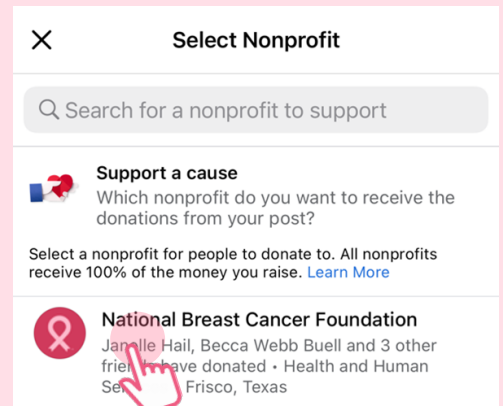 Select Nonprofit
Search for a nonprofit to support
Support a cause
Which nonprofit do you want to receive the
donations from your post?
Select a nonprofit for people to donate to. All nonprofits
receive 100% of the money you raise. Learn More
National Breast Cancer Foundation
Janelle Hail, Becca Webb Buell and 3 other
have donated • Health and Human
Frisco, Texas